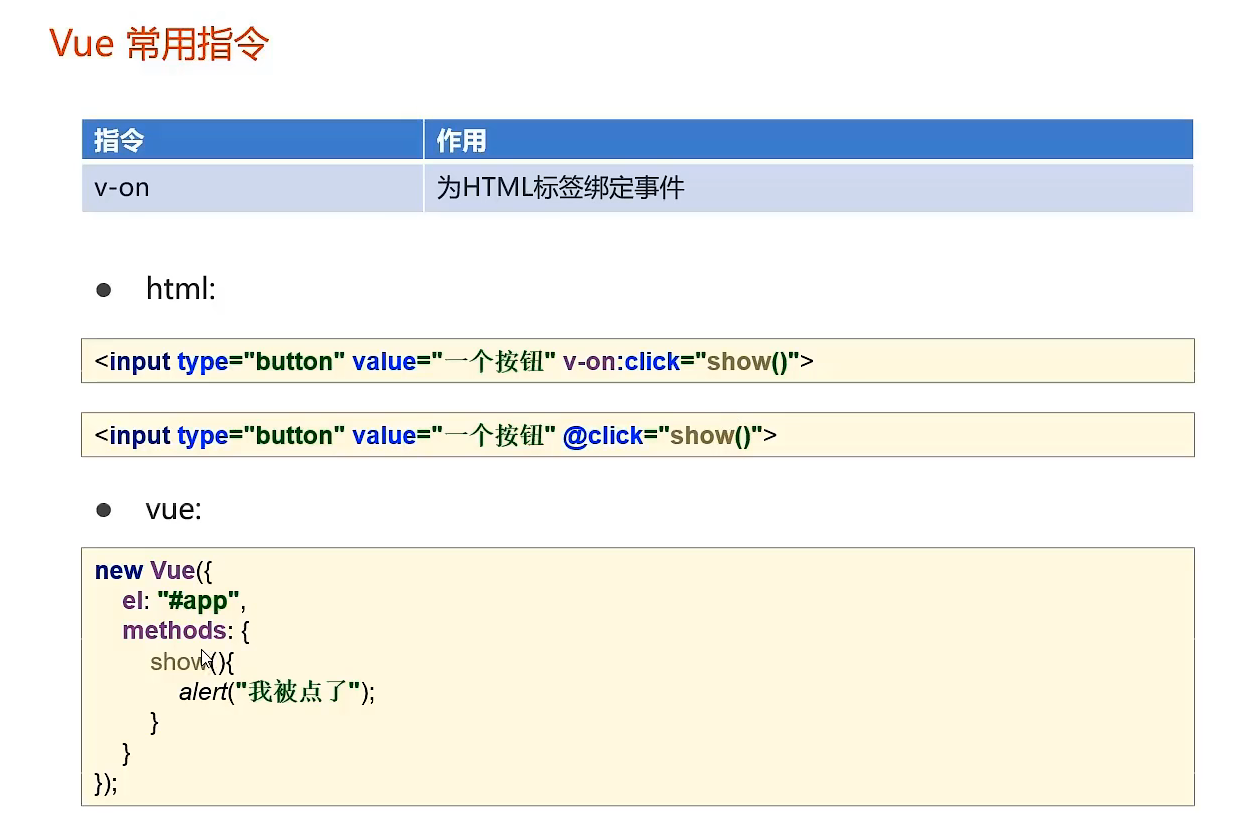 Vue 常用指令
指令 作用
v-on 为HTML标签绑定事件
● html:
<input type="button" value="一个按钮" v-on:click="show()">
<input type="button" value="一个按钮" @click="show()">
● vue:
new Vue({
    el: "#app",
    methods: {
        show(){
            alert("我被点了");
        }
    }
});